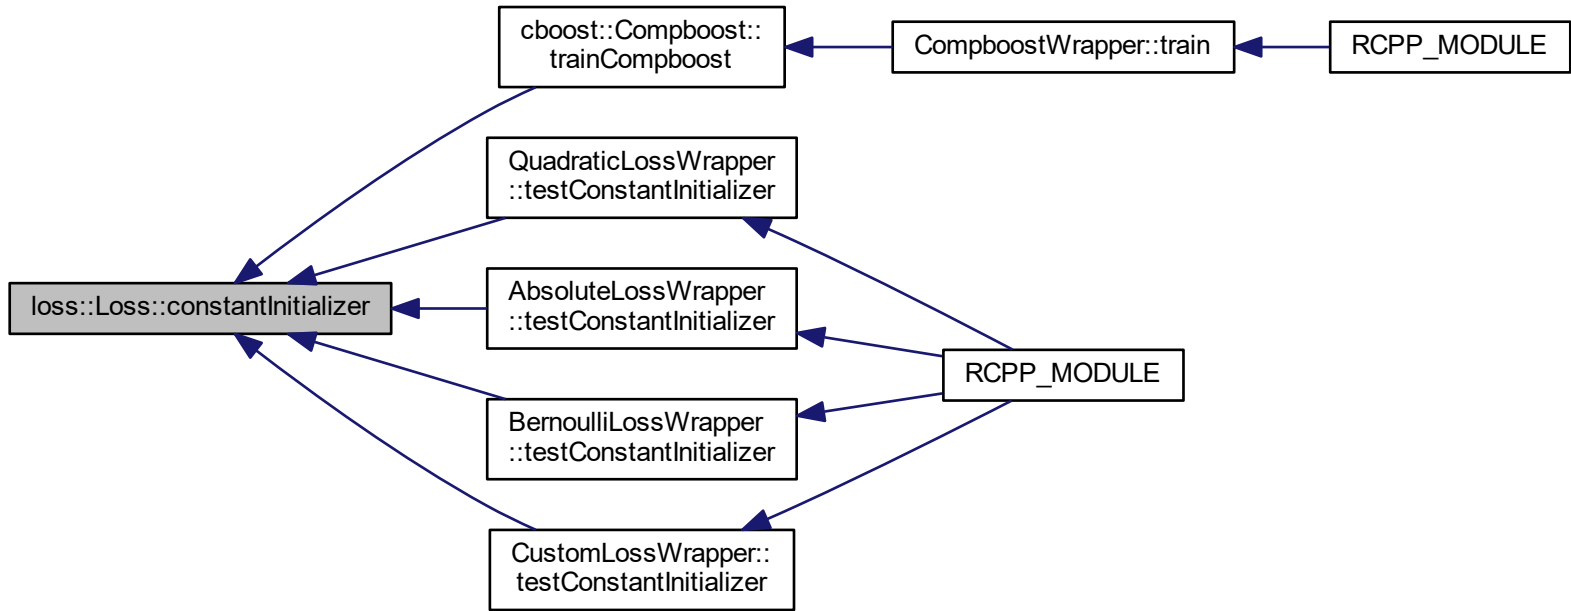 cboost::Compboost::
trainCompboost
CompboostWrapper::train
RCPP_MODULE
QuadraticLossWrapper
::testConstantInitializer
loss::Loss::constantInitializer
AbsoluteLossWrapper
::testConstantInitializer
RCPP_MODULE
BernoulliLossWrapper
::testConstantInitializer
CustomLossWrapper::
testConstantInitializer